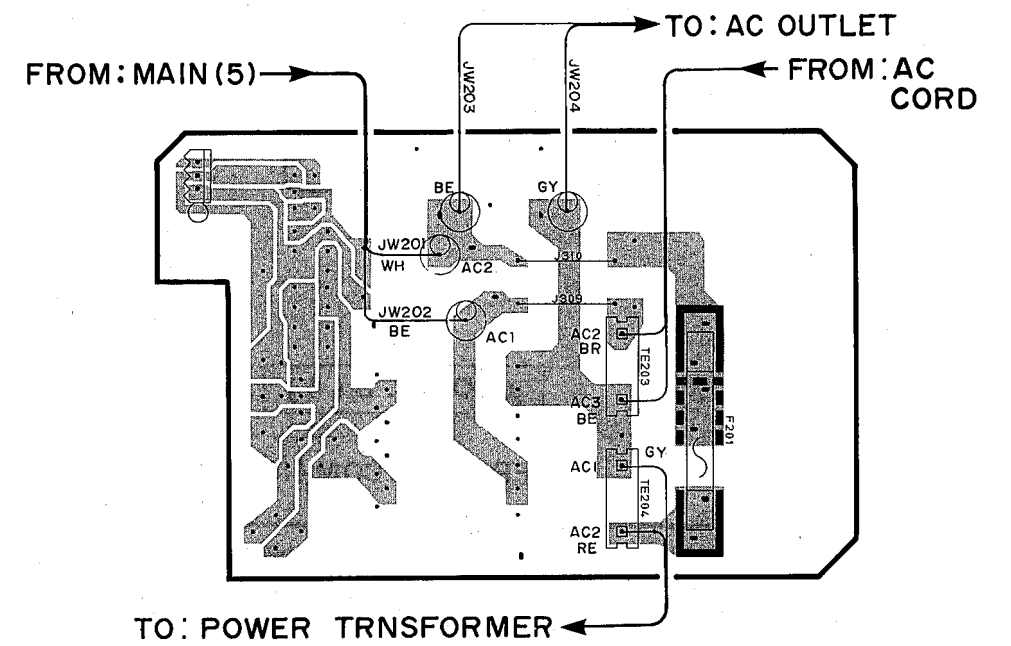 TO: AC OUTLET
FROM: MAIN (5)
FROM: AC
CORD
JW203
JW204
BE
GY
JW201
WH
AC2
J310
JW202
BE
AC1
J309
AC2
BR
TE203
AC3
BE
F201
GY
AC1
TE204
AC2
RE
TO: POWER TRNSFORMER